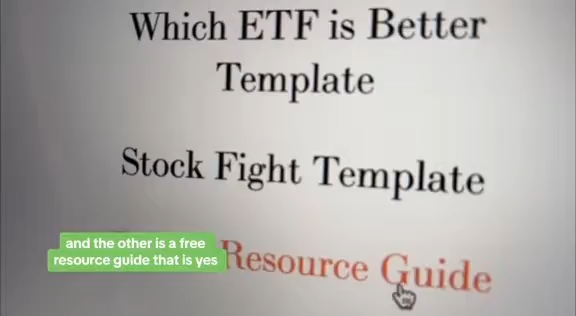 Which ETF is Better
Template
Stock Fight Template
Resource Guide
and the other is a free
resource guide that is yes